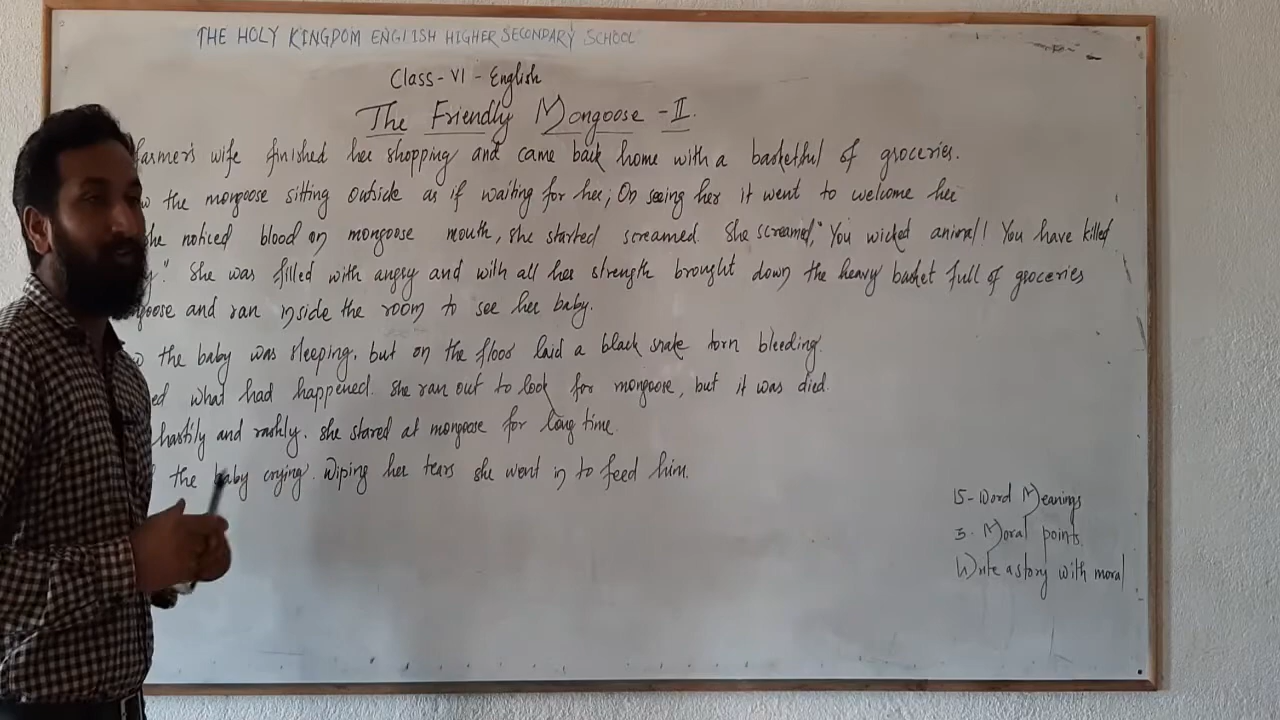 THE HOLY KINGDOM ENGLISH HIGHER SECONDARY SCHOOL
Class - VI - English
The Friendly Mongoose - II
farmer's wife finished her shopping and came back home with a basketful of groceries.
the mongoose sitting outside as if waiting for her; On seeing her it went to welcome her
she noticed blood on mongoose mouth, she started screamed. She screamed, "You wicked animal! You have killed
She was filled with angry and with all her strength brought down the heavy basket full of groceries
and ran inside the room to see her baby.
the baby was sleeping. but on the floor laid a black snake torn bleeding.
what had happened. she ran out to look for mongoose, but it was died.
hastily and rashly. she stared at mongoose for long time.
the baby crying. Wiping her tears she went in to feed him.
15 - Word Meanings
3. Moral points
Write a story with moral